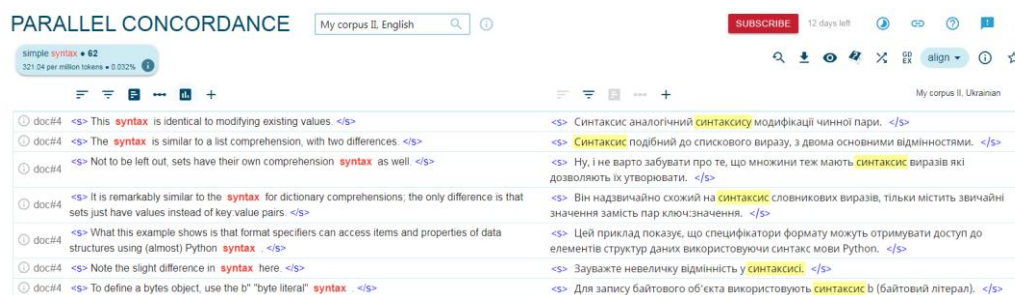 PARALLEL CONCORDANCE
My corpus II, English
SUBSCRIBE 12 days left
simple syntax • 62
321.04 per million tokens • 0.032%
GD EX
align
My corpus II, Ukrainian
doc#4 <s> This syntax is identical to modifying existing values. </s>
<s> Синтаксис аналогічний синтаксису модифікації чинної пари. </s>
doc#4 <s> The syntax is similar to a list comprehension, with two differences. </s>
<s> Синтаксис подібний до спискового виразу, з двома основними відмінностями. </s>
doc#4 <s> Not to be left out, sets have their own comprehension syntax as well. </s>
<s> Ну, і не варто забувати про те, що множини теж мають синтаксис виразів які
дозволяють їх утворювати. </s>
doc#4 <s> It is remarkably similar to the syntax for dictionary comprehensions; the only difference is that
sets just have values instead of key:value pairs. </s>
<s> Він надзвичайно схожий на синтаксис словникових виразів, тільки містить звичайні
значення замість пар ключ:значення. </s>
doc#4 <s> What this example shows is that format specifiers can access items and properties of data
structures using (almost) Python syntax . </s>
<s> Цей приклад показує, що специфікатори формату можуть отримувати доступ до
елементів структур даних використовуючи синтакс мови Python. </s>
doc#4 <s> Note the slight difference in syntax here. </s>
<s> Зауважте невеличку відмінність у синтаксисі. </s>
doc#4 <s> To define a bytes object, use the b" "byte literal" syntax . </s>
<s> Для запису байтового об'єкта використовують синтаксис b (байтовий літерал). </s>